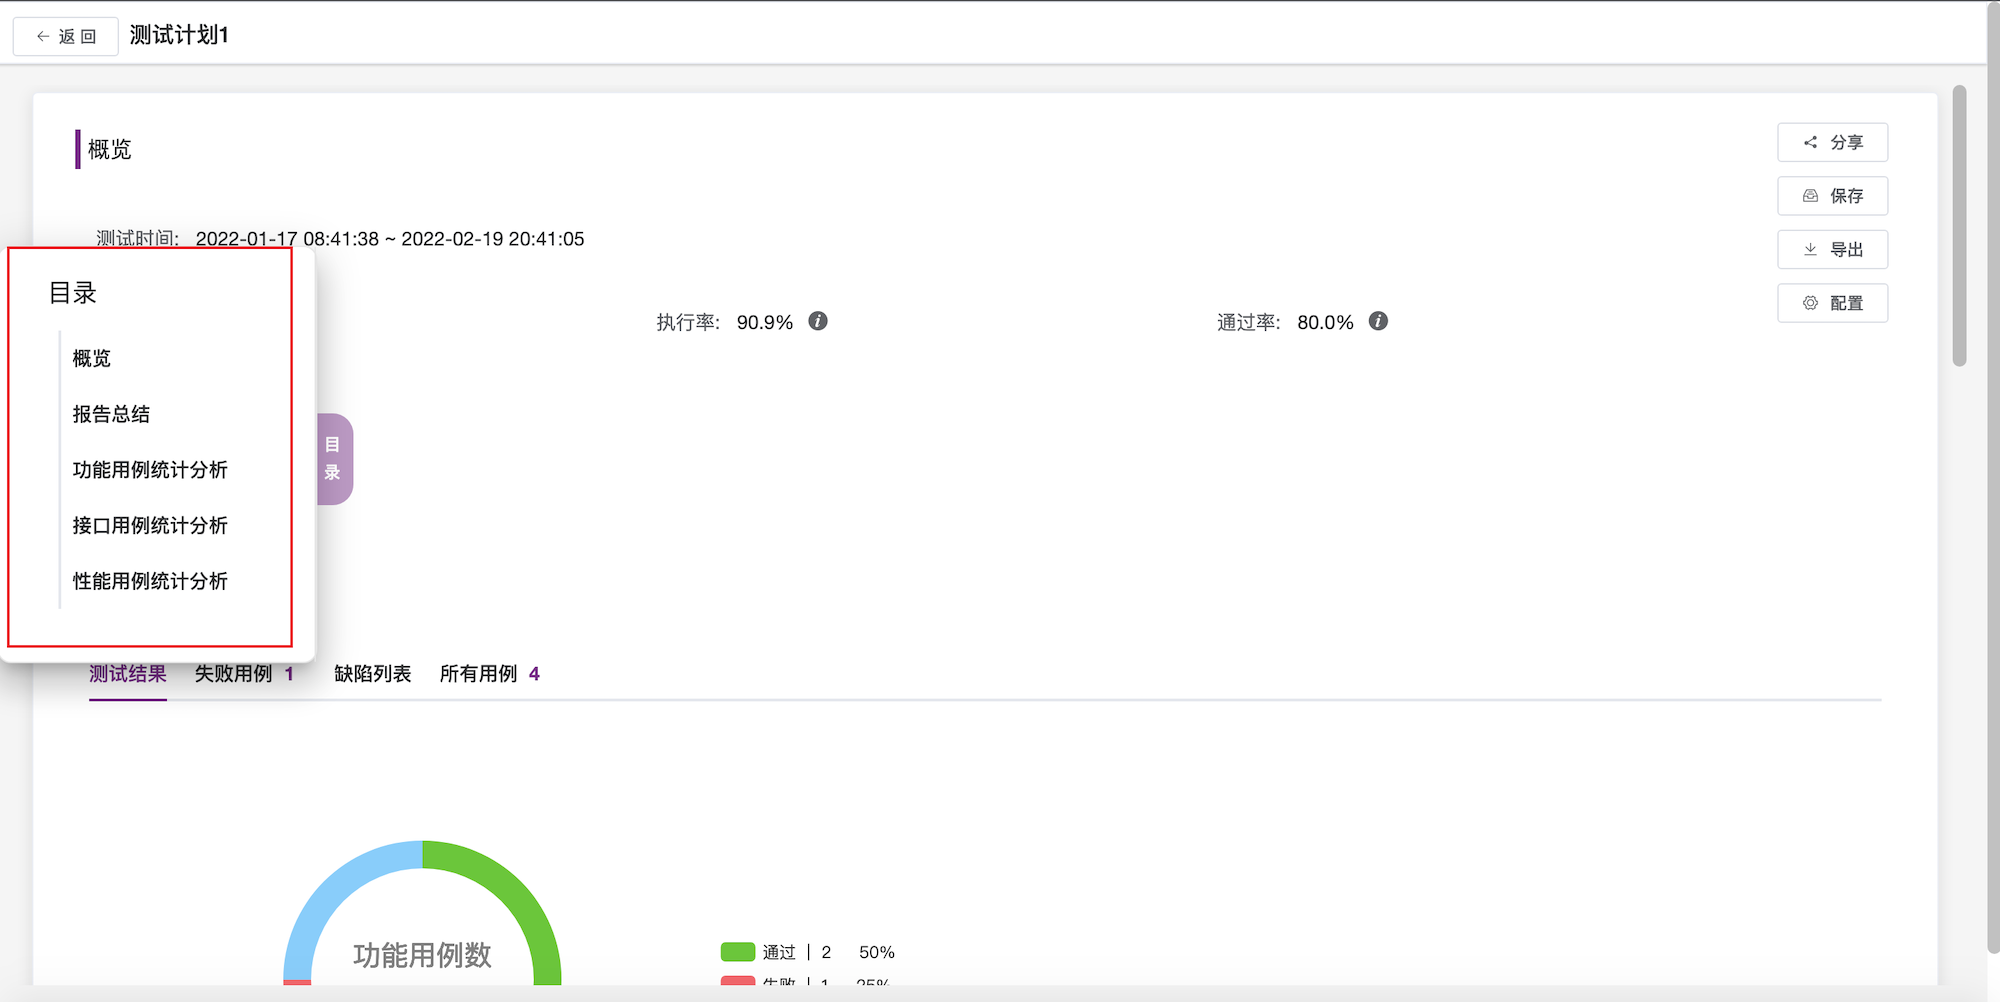 返 回
测试计划1
概览
测试时间: 2022-01-17 08:41:38 ~ 2022-02-19 20:41:05
分享
保存
导出
配置
执行率: 90.9%
通过率: 80.0%
目录
概览
报告总结
功能用例统计分析
接口用例统计分析
性能用例统计分析
目
录
测试结果 失败用例 1 缺陷列表 所有用例 4
功能用例数
通过 | 2 50%
失败 | 1 25%